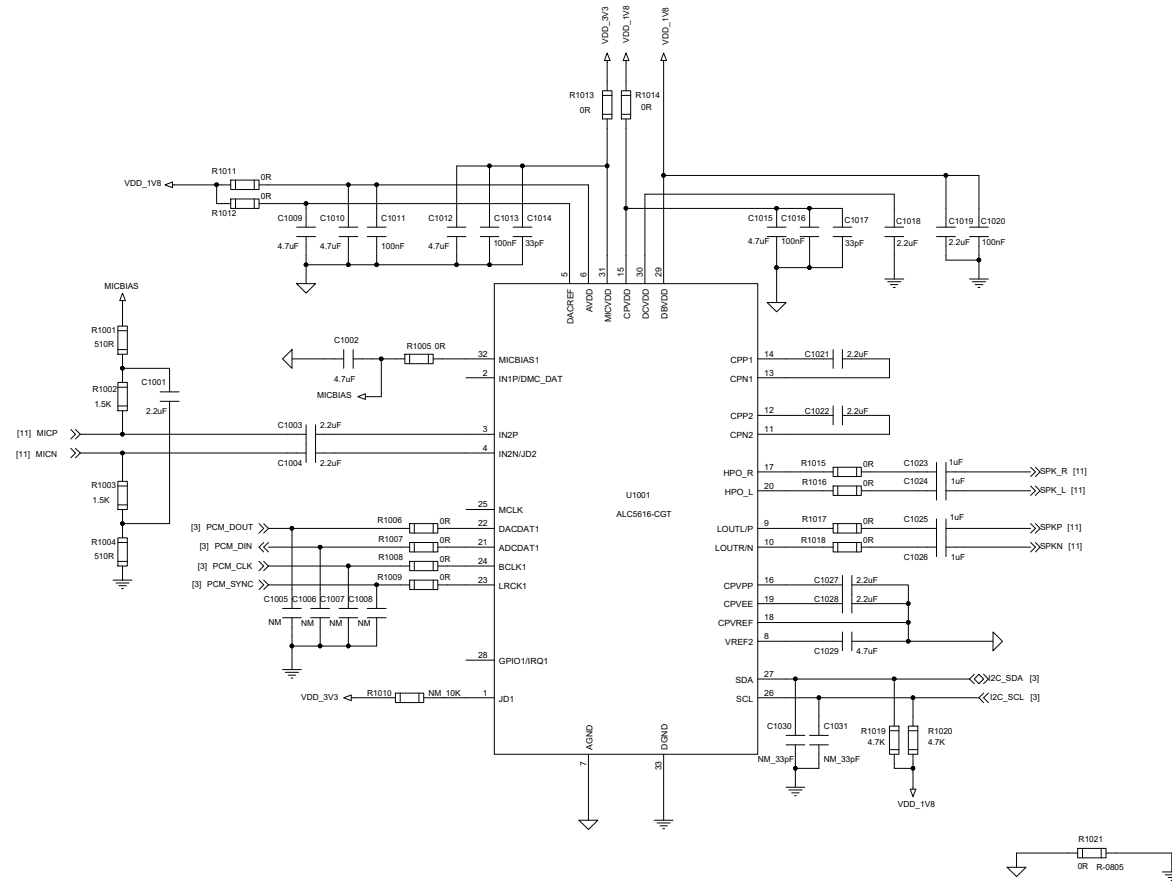 VDD_3V3
VDD_1V8
VDD_1V8
R1013
0R
R1014
0R
R1011
0R
VDD_1V8
0R
R1012
C1009
4.7uF
C1010
4.7uF
C1011
100nF
C1012
4.7uF
C1013
100nF
C1014
33pF
C1015
4.7uF
C1016
100nF
C1017
33pF
C1018
2.2uF
C1019
2.2uF
C1020
100nF
5
6
31
15
30
29
DACREF
AVDD
MICVDD
CPVDD
DCVDD
DBVDD
MICBIAS
R1001
510R
R1002
1.5K
C1001
2.2uF
C1002
4.7uF
R1005 0R
MICBIAS
32 MICBIAS1
2 IN1P/DMC_DAT
[11] MICP
C1003 2.2uF
3 IN2P
[11] MICN
C1004 2.2uF
4 IN2N/JD2
R1003
1.5K
R1004
510R
25 MCLK
[3] PCM_DOUT
R1006 0R
22 DACDAT1
[3] PCM_DIN
R1007 0R
21 ADCDAT1
[3] PCM_CLK
R1008 0R
24 BCLK1
[3] PCM_SYNC
R1009 0R
23 LRCK1
C1005 C1006 C1007 C1008
NM NM NM NM
28 GPIO1/IRQ1
VDD_3V3
R1010 NM_10K
1 JD1
U1001
ALC5616-CGT
CPP1 14
C1021 2.2uF
CPN1 13
CPP2 12
C1022 2.2uF
CPN2 11
HPO_R 17
R1015 0R
C1023 1uF
SPK_R [11]
HPO_L 20
R1016 0R
C1024 1uF
SPK_L [11]
LOUTL/P 9
R1017 0R
C1025 1uF
SPKP [11]
LOUTR/N 10
R1018 0R
C1026 1uF
SPKN [11]
CPVPP 16
C1027 2.2uF
CPVEE 19
C1028 2.2uF
CPVREF 18
VREF2 8
C1029 4.7uF
SDA 27
I2C_SDA [3]
SCL 26
I2C_SCL [3]
C1030
NM_33pF
C1031
NM_33pF
R1019
4.7K
R1020
4.7K
VDD_1V8
AGND
7
DGND
33
R1021
0R R-0805